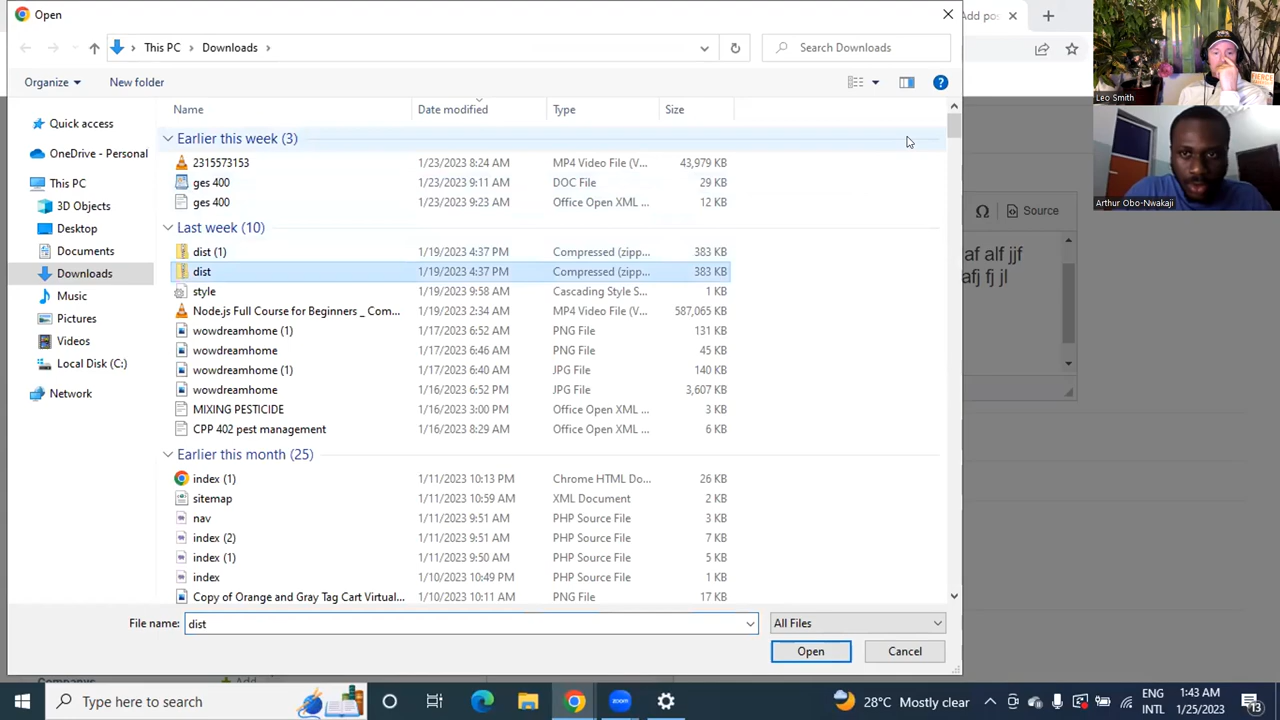 Open
Add pos
This PC
Downloads
Search Downloads
Organize
New folder
Name
Date modified
Type
Size
Quick access
OneDrive - Personal
This PC
3D Objects
Desktop
Documents
Downloads
Music
Pictures
Videos
Local Disk (C:)
Network
Earlier this week (3)
2315573153 1/23/2023 8:24 AM MP4 Video File (V... 43,979 KB
ges 400 1/23/2023 9:11 AM DOC File 29 KB
ges 400 1/23/2023 9:23 AM Office Open XML ... 12 KB
Last week (10)
dist (1) 1/19/2023 4:37 PM Compressed (zipp... 383 KB
dist 1/19/2023 4:37 PM Compressed (zipp... 383 KB
style 1/19/2023 9:58 AM Cascading Style S... 1 KB
Node.js Full Course for Beginners _ Com... 1/19/2023 2:34 AM MP4 Video File (V... 587,065 KB
wowdreamhome (1) 1/17/2023 6:52 AM PNG File 131 KB
wowdreamhome 1/17/2023 6:46 AM PNG File 45 KB
wowdreamhome (1) 1/17/2023 6:40 AM JPG File 140 KB
wowdreamhome 1/16/2023 6:52 PM JPG File 3,607 KB
MIXING PESTICIDE 1/16/2023 3:00 PM Office Open XML ... 3 KB
CPP 402 pest management 1/16/2023 8:29 AM Office Open XML ... 6 KB
Earlier this month (25)
index (1) 1/11/2023 10:13 PM Chrome HTML Do... 26 KB
sitemap 1/11/2023 10:59 AM XML Document 2 KB
nav 1/11/2023 9:51 AM PHP Source File 3 KB
index (2) 1/11/2023 9:51 AM PHP Source File 7 KB
index (1) 1/11/2023 9:50 AM PHP Source File 5 KB
index 1/10/2023 10:49 PM PHP Source File 1 KB
Copy of Orange and Gray Tag Cart Virtual... 1/10/2023 10:11 AM PNG File 17 KB
File name: dist
All Files
Open
Cancel
Leo Smith
FIERCE
Arthur Obo-Nwakaji
Ω Source
af alf jjf
afj fj jl
Companys
Add
Type here to search
zoom
28°C Mostly clear
ENG
INTL
1:43 AM
1/25/2023
13